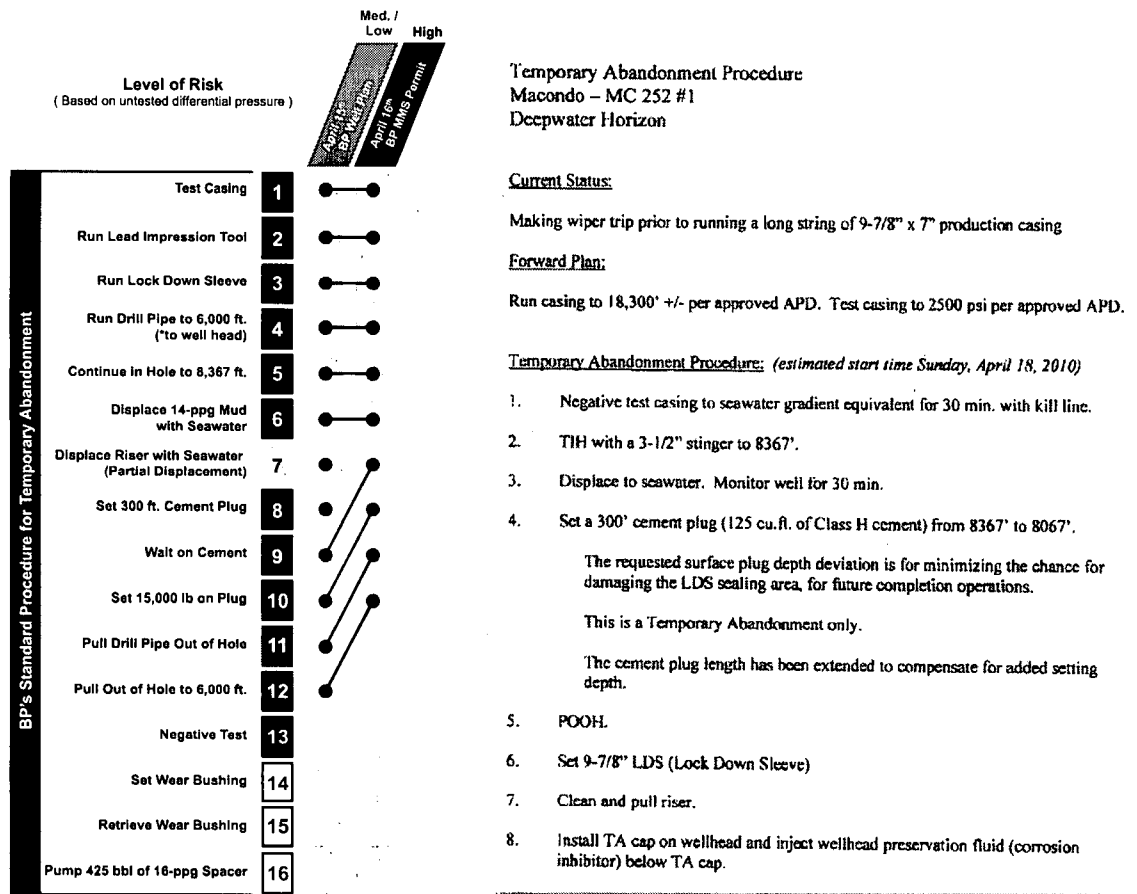 Med. /
Low
High
Level of Risk
( Based on untested differential pressure )
April 15th
BP Well Plan
April 16th
BP MMS Permit
BP's Standard Procedure for Temporary Abandonment
Test Casing 1
Run Lead Impression Tool 2
Run Lock Down Sleeve 3
Run Drill Pipe to 6,000 ft.
(*to well head) 4
Continue in Hole to 8,367 ft. 5
Displace 14-ppg Mud
with Seawater 6
Displace Riser with Seawater
(Partial Displacement) 7
Set 300 ft. Cement Plug 8
Wait on Cement 9
Set 15,000 lb on Plug 10
Pull Drill Pipe Out of Hole 11
Pull Out of Hole to 6,000 ft. 12
Negative Test 13
Set Wear Bushing 14
Retrieve Wear Bushing 15
Pump 425 bbl of 16-ppg Spacer 16
Temporary Abandonment Procedure
Macondo – MC 252 #1
Deepwater Horizon
Current Status:
Making wiper trip prior to running a long string of 9-7/8" x 7" production casing
Forward Plan:
Run casing to 18,300' +/- per approved APD. Test casing to 2500 psi per approved APD.
Temporary Abandonment Procedure: (estimated start time Sunday, April 18, 2010)
1. Negative test casing to seawater gradient equivalent for 30 min. with kill line.
2. TIH with a 3-1/2" stinger to 8367'.
3. Displace to seawater. Monitor well for 30 min.
4. Set a 300' cement plug (125 cu.ft. of Class H cement) from 8367' to 8067'.
The requested surface plug depth deviation is for minimizing the chance for
damaging the LDS sealing area, for future completion operations.
This is a Temporary Abandonment only.
The cement plug length has been extended to compensate for added setting
depth.
5. POOH.
6. Set 9-7/8" LDS (Lock Down Sleeve)
7. Clean and pull riser.
8. Install TA cap on wellhead and inject wellhead preservation fluid (corrosion
inhibitor) below TA cap.